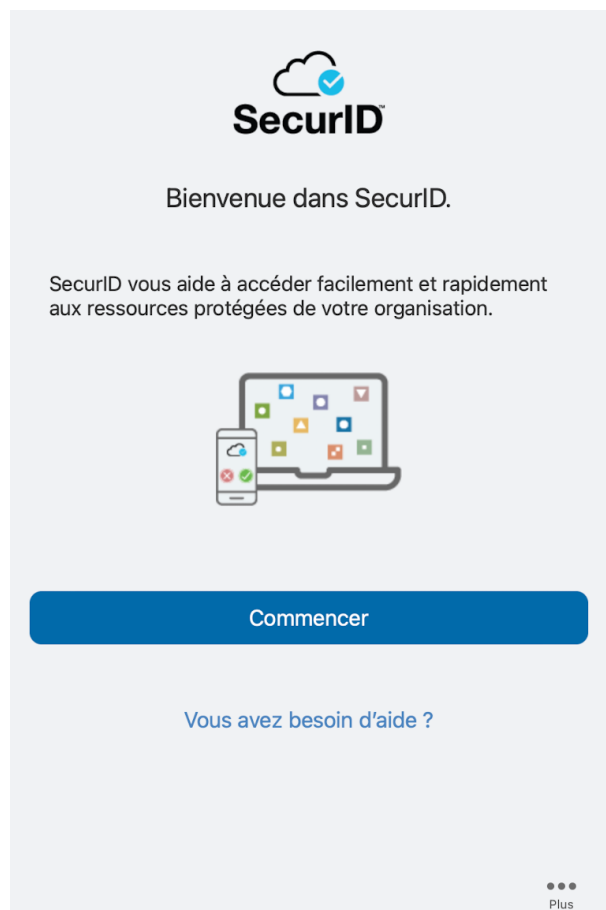 SecurID™
Bienvenue dans SecurID.
SecurID vous aide à accéder facilement et rapidement
aux ressources protégées de votre organisation.
Commencer
Vous avez besoin d’aide ?
Plus